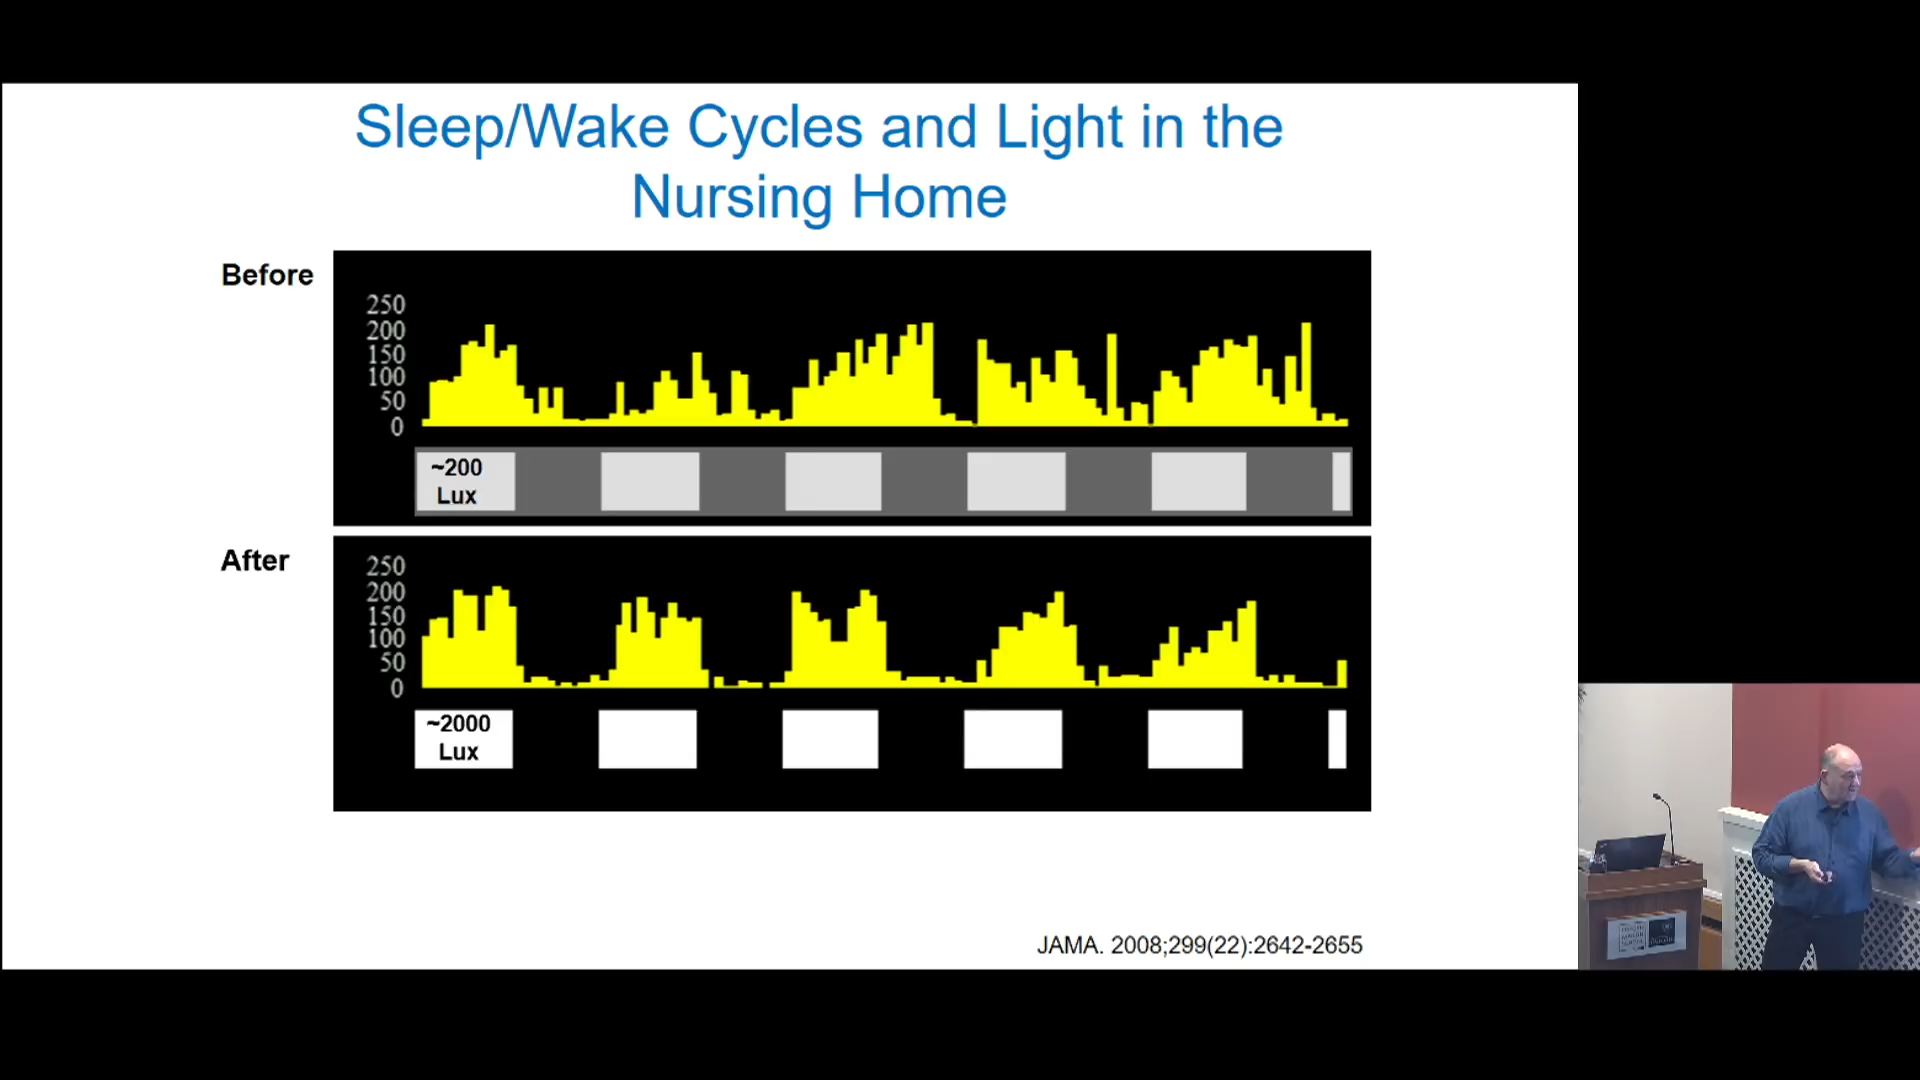 Sleep/Wake Cycles and Light in the
Nursing Home
Before
250
200
150
100
50
0
~200
Lux
After
250
200
150
100
50
0
~2000
Lux
JAMA. 2008;299(22):2642-2655